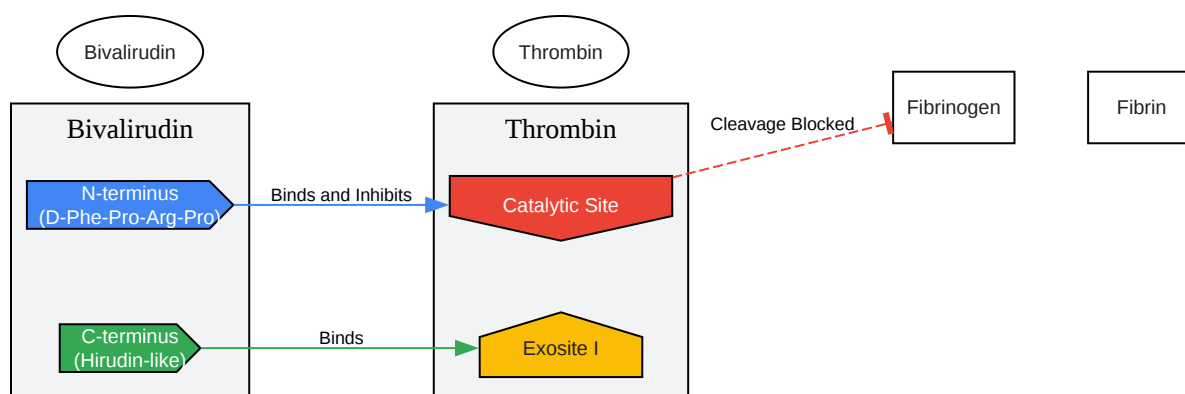 Bivalirudin
Thrombin
Fibrinogen
Fibrin
Bivalirudin
Thrombin
Cleavage Blocked
N-terminus
(D-Phe-Pro-Arg-Pro)
Binds and Inhibits
Catalytic Site
C-terminus
(Hirudin-like)
Binds
Exosite I